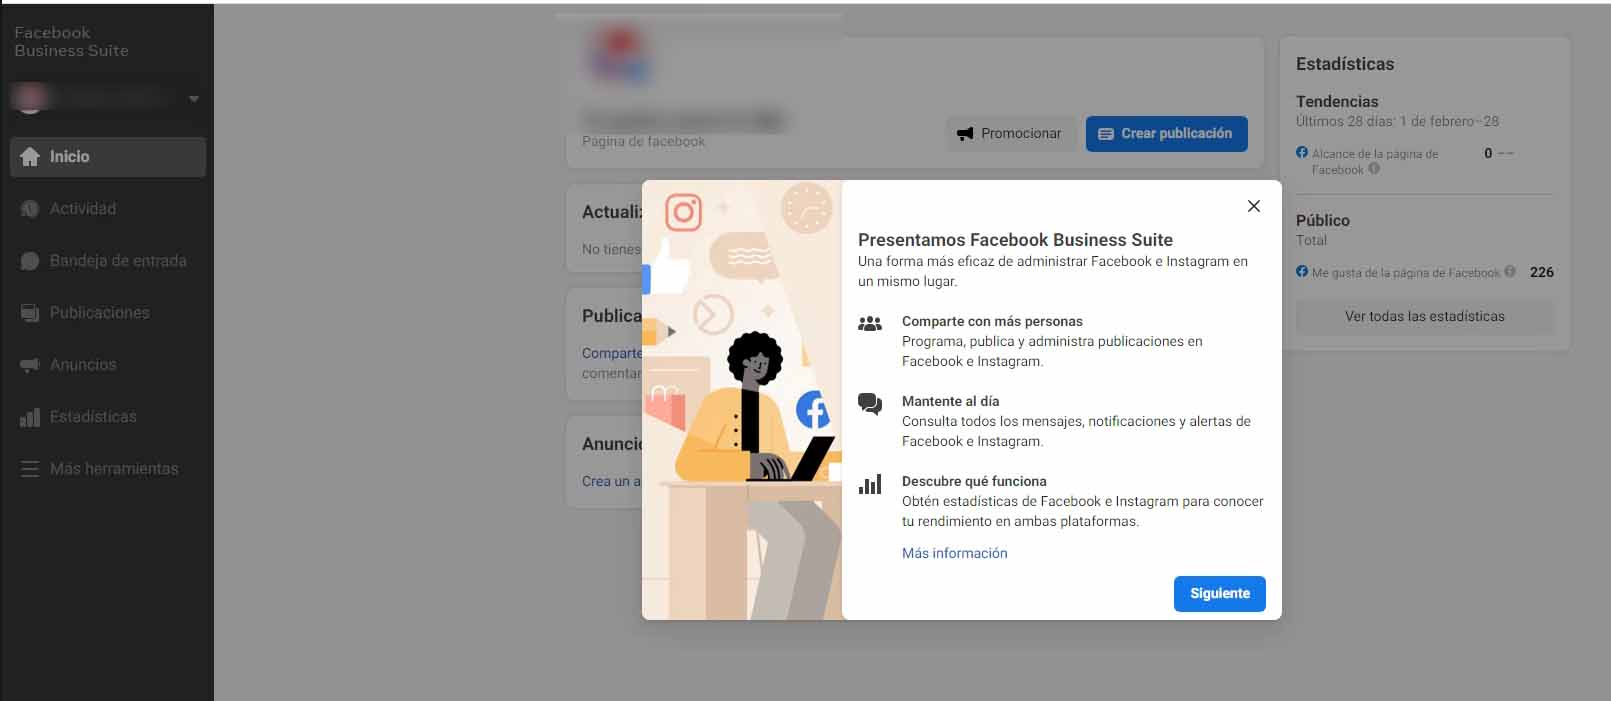 Facebook
Business Suite
Inicio
Actividad
Bandeja de entrada
Publicaciones
Anuncios
Estadísticas
Más herramientas
Página de facebook
Promocionar
Crear publicación
No tienes
Publica
Comparte
comentar
Anuncio
Crea un a
Presentamos Facebook Business Suite
Una forma más eficaz de administrar Facebook e Instagram en
un mismo lugar.
Comparte con más personas
Programa, publica y administra publicaciones en
Facebook e Instagram.
Mantente al día
Consulta todos los mensajes, notificaciones y alertas de
Facebook e Instagram.
Descubre qué funciona
Obtén estadísticas de Facebook e Instagram para conocer
tu rendimiento en ambas plataformas.
Más información
Siguiente
Estadísticas
Tendencias
Últimos 28 días: 1 de febrero–28
Alcance de la página de 0 --
Facebook
Público
Total
Me gusta de la página de Facebook 226
Ver todas las estadísticas